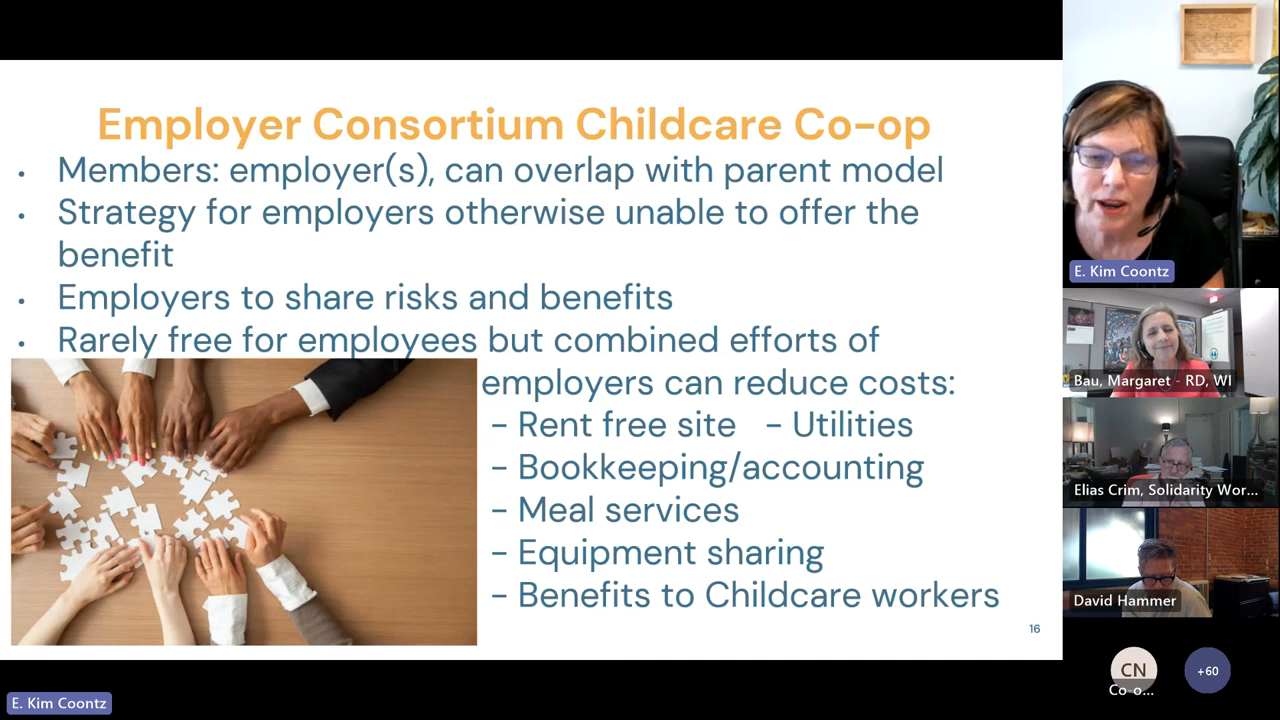 Employer Consortium Childcare Co-op
• Members: employer(s), can overlap with parent model
• Strategy for employers otherwise unable to offer the
benefit
• Employers to share risks and benefits
• Rarely free for employees but combined efforts of
employers can reduce costs:
- Rent free site - Utilities
- Bookkeeping/accounting
- Meal services
- Equipment sharing
- Benefits to Childcare workers
16
E. Kim Coontz
E. Kim Coontz
Bau, Margaret - RD, WI
Elias Crim, Solidarity Wor...
David Hammer
CN
Co-o...
+60